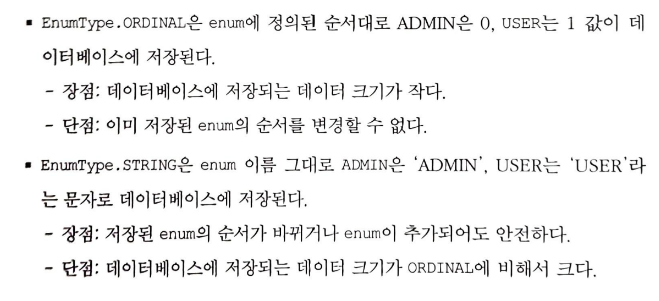 ▪ EnumType.ORDINAL은 enum에 정의된 순서대로 ADMIN은 0, USER는 1 값이 데
이터베이스에 저장된다.
- 장점: 데이터베이스에 저장되는 데이터 크기가 작다.
- 단점: 이미 저장된 enum의 순서를 변경할 수 없다.
▪ EnumType.STRING은 enum 이름 그대로 ADMIN은 ‘ADMIN’, USER는 ‘USER’라
는 문자로 데이터베이스에 저장된다.
- 장점: 저장된 enum의 순서가 바뀌거나 enum이 추가되어도 안전하다.
- 단점: 데이터베이스에 저장되는 데이터 크기가 ORDINAL에 비해서 크다.